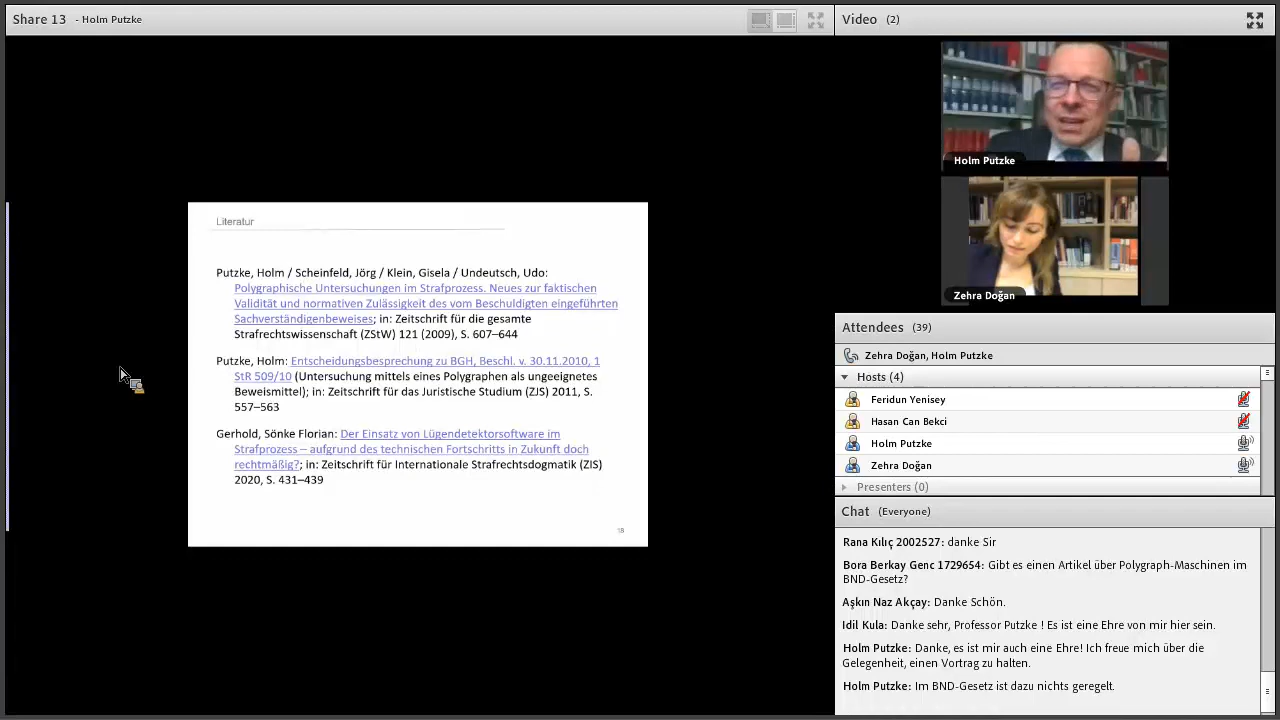 Share 13 - Holm Putzke
Literatur
Putzke, Holm / Scheinfeld, Jörg / Klein, Gisela / Undeutsch, Udo:
Polygraphische Untersuchungen im Strafprozess. Neues zur faktischen
Validität und normativen Zulässigkeit des vom Beschuldigten eingeführten
Sachverständigenbeweises; in: Zeitschrift für die gesamte
Strafrechtswissenschaft (ZStW) 121 (2009), S. 607–644
Putzke, Holm: Entscheidungsbesprechung zu BGH, Beschl. v. 30.11.2010, 1
StR 509/10 (Untersuchung mittels eines Polygraphen als ungeeignetes
Beweismittel); in: Zeitschrift für das Juristische Studium (ZJS) 2011, S.
557–563
Gerhold, Sönke Florian: Der Einsatz von Lügendetektorsoftware im
Strafprozess – aufgrund des technischen Fortschritts in Zukunft doch
rechtmäßig?; in: Zeitschrift für Internationale Strafrechtsdogmatik (ZIS)
2020, S. 431–439
18
Video (2)
Holm Putzke
Zehra Doğan
Attendees (39)
Zehra Doğan, Holm Putzke
Hosts (4)
Feridun Yenisey
Hasan Can Bekci
Holm Putzke
Zehra Doğan
Presenters (0)
Chat (Everyone)
Rana Kılıç 2002527: danke Sir
Bora Berkay Genc 1729654: Gibt es einen Artikel über Polygraph-Maschinen im
BND-Gesetz?
Aşkın Naz Akçay: Danke Schön.
Idil Kula: Danke sehr, Professor Putzke ! Es ist eine Ehre von mir hier sein.
Holm Putzke: Danke, es ist mir auch eine Ehre! Ich freue mich über die
Gelegenheit, einen Vortrag zu halten.
Holm Putzke: Im BND-Gesetz ist dazu nichts geregelt.